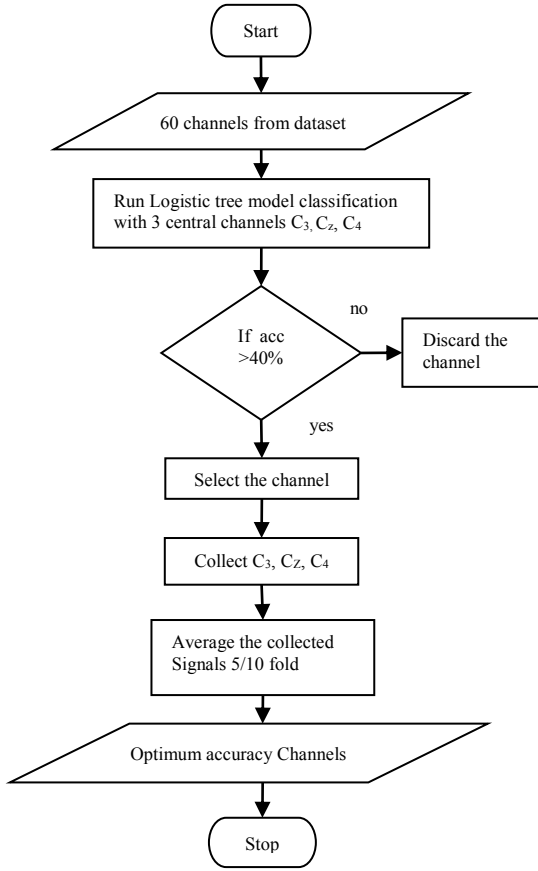 Start
60 channels from dataset
Run Logistic tree model classification
with 3 central channels C₃, C_z, C₄
no
If acc
>40%
Discard the
channel
yes
Select the channel
Collect C₃, C_Z, C₄
Average the collected
Signals 5/10 fold
Optimum accuracy Channels
Stop